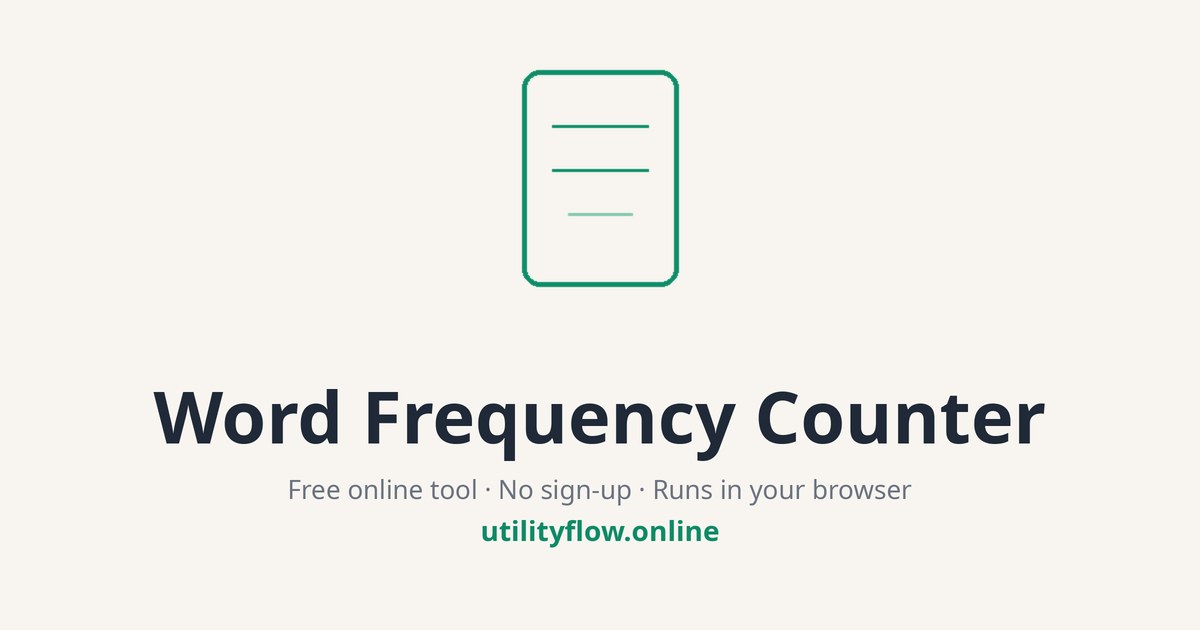 Word Frequency Counter
Free online tool · No sign-up · Runs in your browser
utilityflow.online